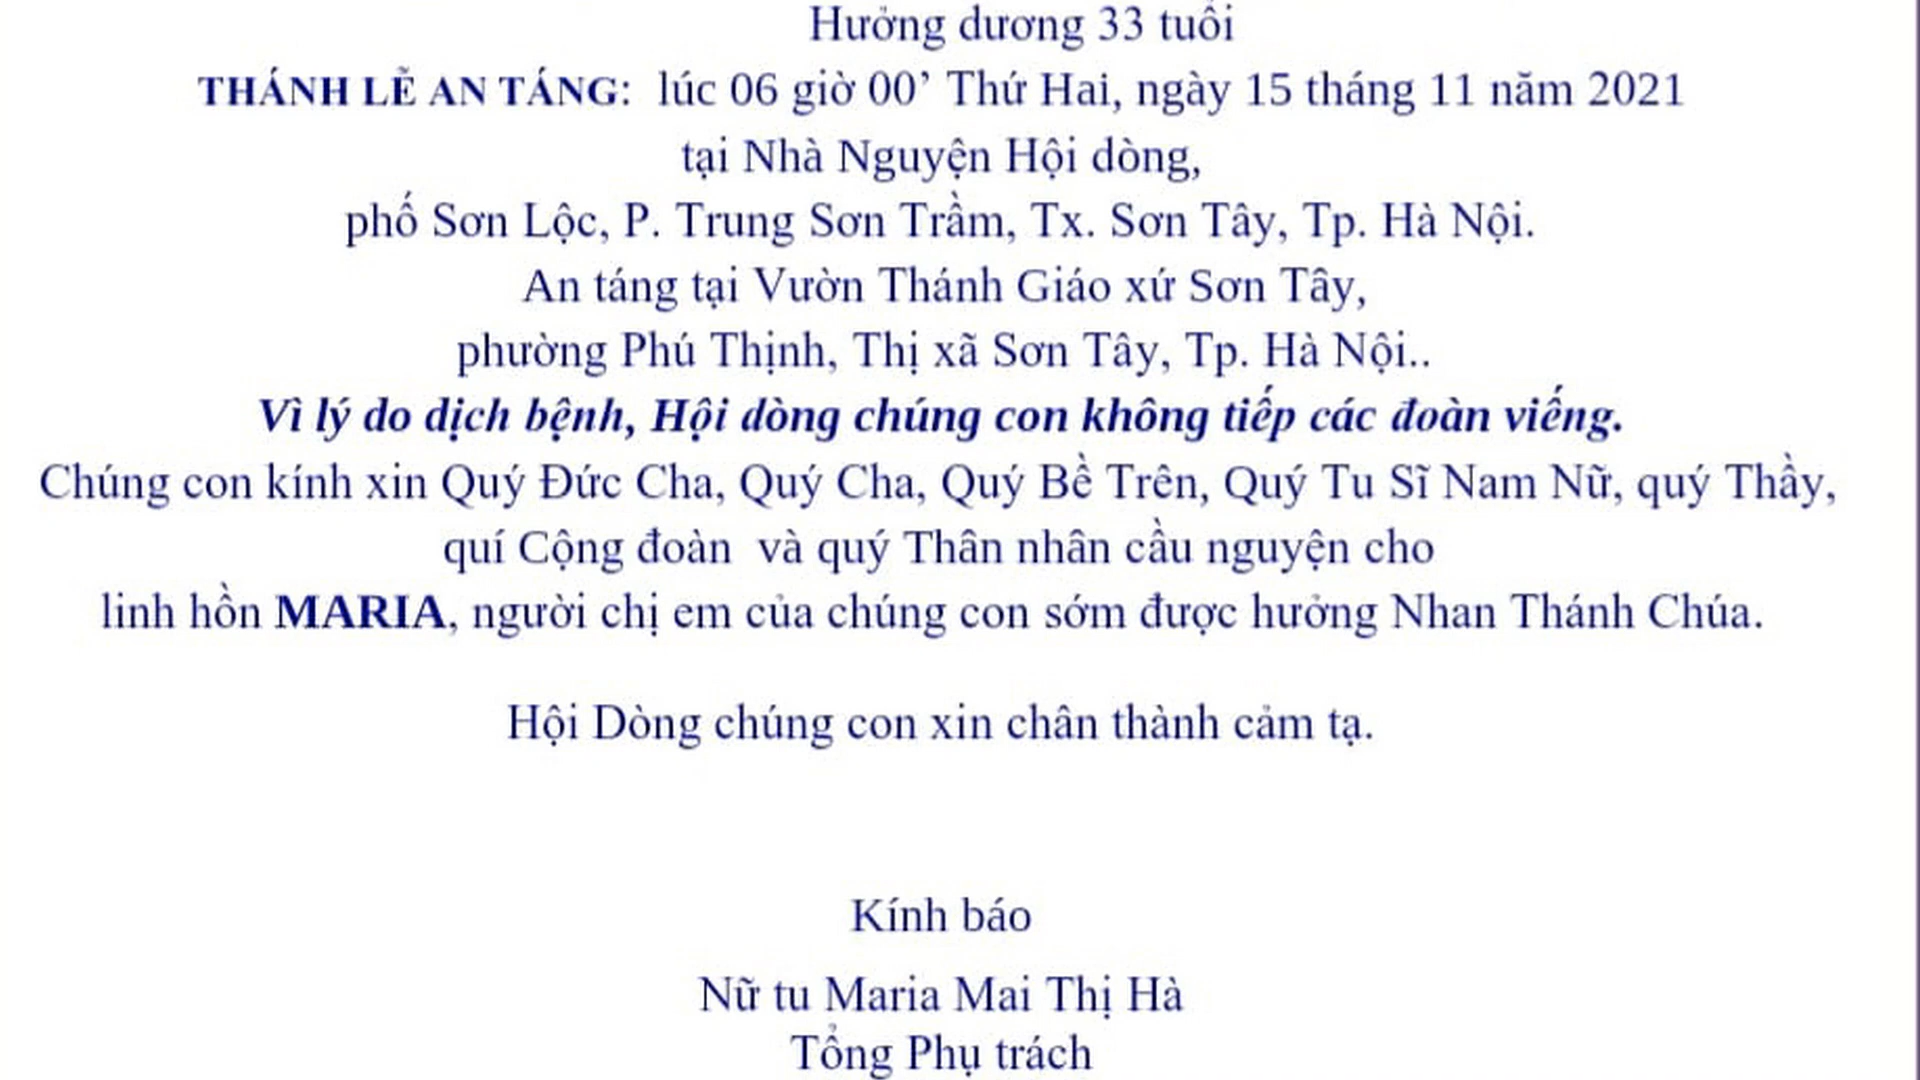 Hưởng dương 33 tuổi
THÁNH LỄ AN TÁNG:  lúc 06 giờ 00’ Thứ Hai, ngày 15 tháng 11 năm 2021
tại Nhà Nguyện Hội dòng,
phố Sơn Lộc, P. Trung Sơn Trầm, Tx. Sơn Tây, Tp. Hà Nội.
An táng tại Vườn Thánh Giáo xứ Sơn Tây,
phường Phú Thịnh, Thị xã Sơn Tây, Tp. Hà Nội..
Vì lý do dịch bệnh, Hội dòng chúng con không tiếp các đoàn viếng.
Chúng con kính xin Quý Đức Cha, Quý Cha, Quý Bề Trên, Quý Tu Sĩ Nam Nữ, quý Thầy,
quí Cộng đoàn  và quý Thân nhân cầu nguyện cho
linh hồn MARIA, người chị em của chúng con sớm được hưởng Nhan Thánh Chúa.
Hội Dòng chúng con xin chân thành cảm tạ.
Kính báo
Nữ tu Maria Mai Thị Hà
Tổng Phụ trách